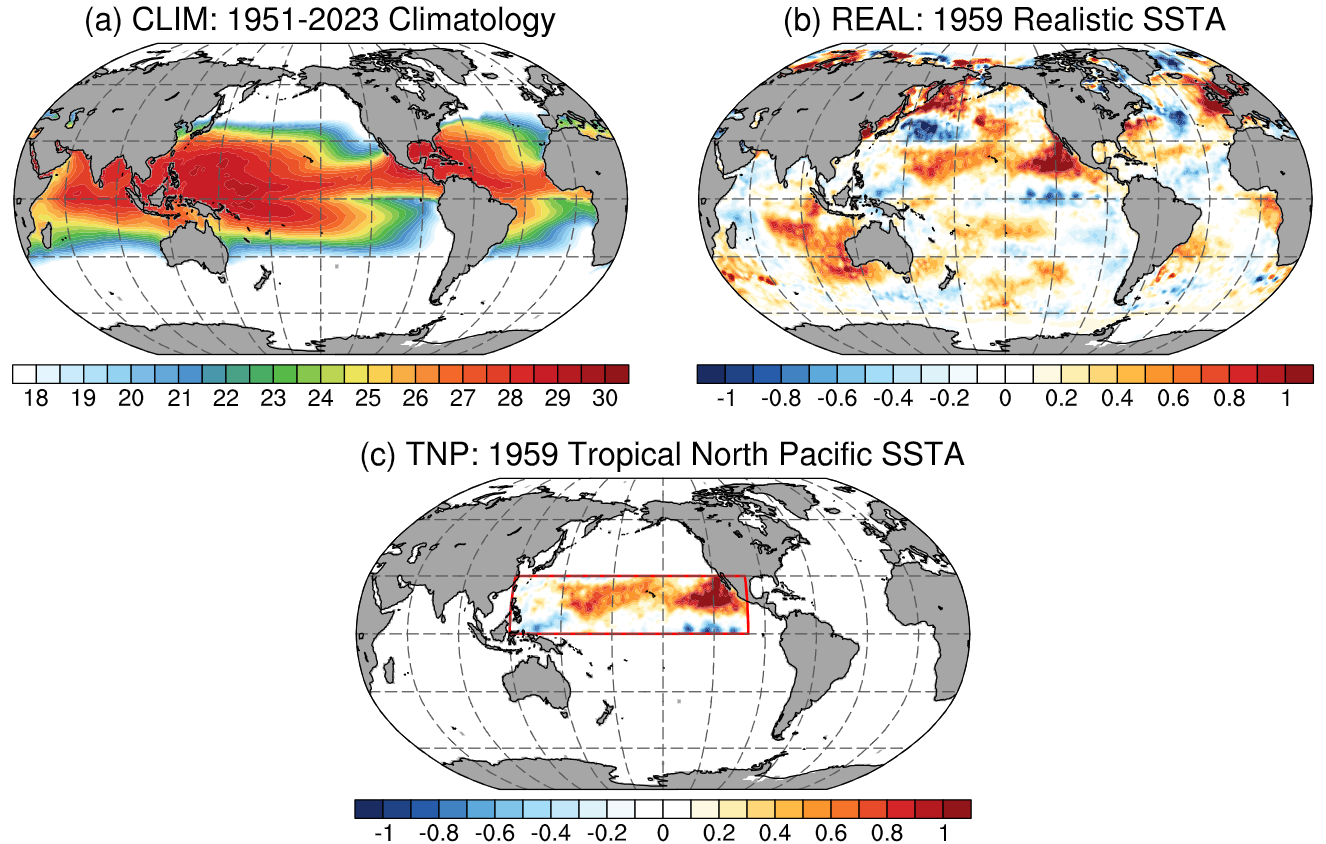 (a) CLIM: 1951-2023 Climatology
(b) REAL: 1959 Realistic SSTA
18 19 20 21 22 23 24 25 26 27 28 29 30
-1 -0.8 -0.6 -0.4 -0.2 0 0.2 0.4 0.6 0.8 1
(c) TNP: 1959 Tropical North Pacific SSTA
-1 -0.8 -0.6 -0.4 -0.2 0 0.2 0.4 0.6 0.8 1